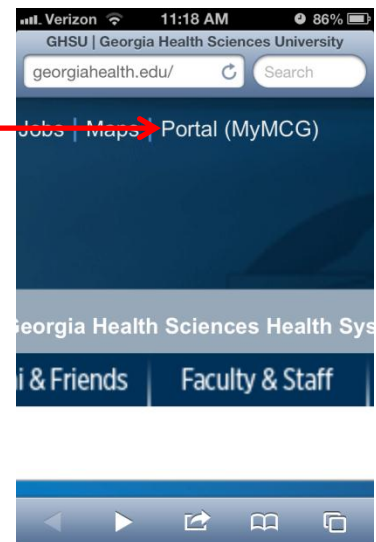 Verizon 11:18 AM 86%
GHSU | Georgia Health Sciences University
georgiahealth.edu/ Search
Jobs | Maps | Portal (MyMCG)
Georgia Health Sciences Health Sys
i & Friends | Faculty & Staff |